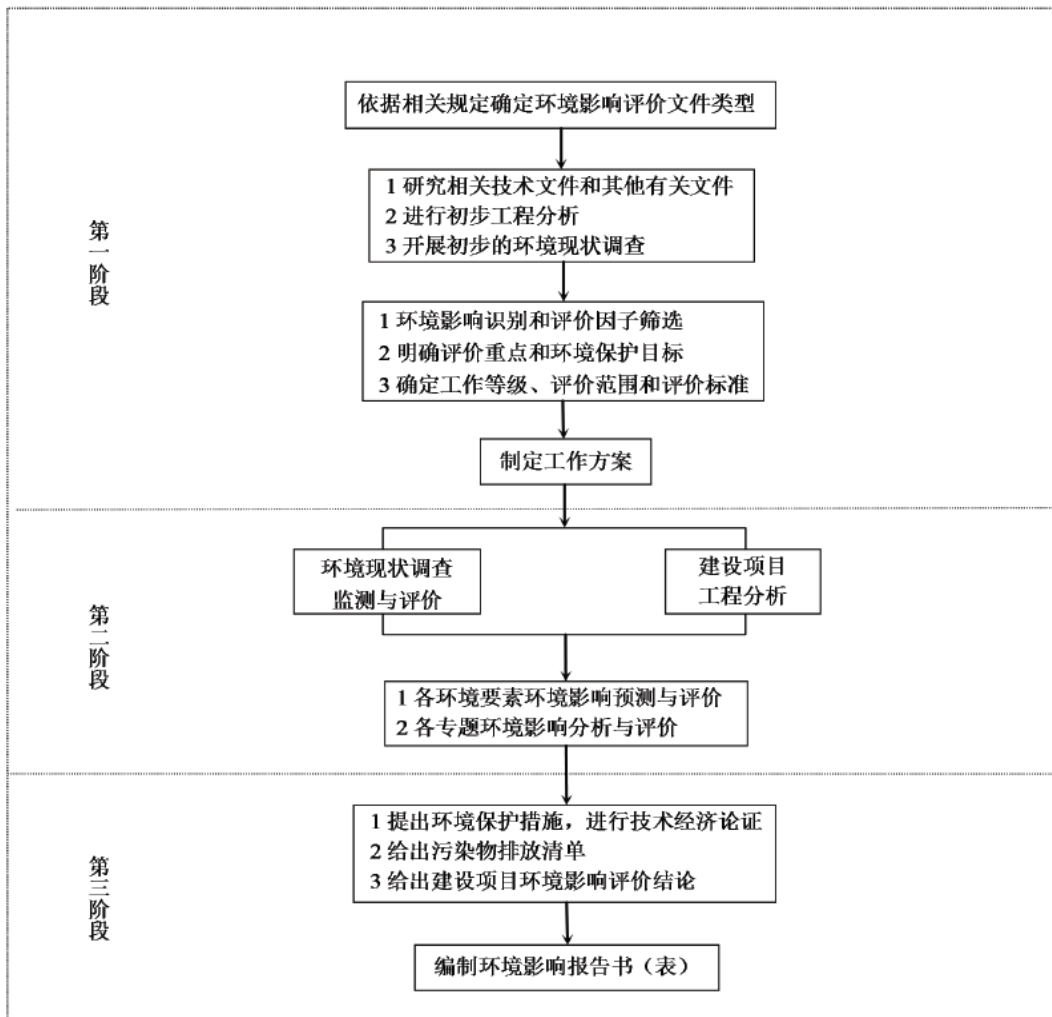 依据相关规定确定环境影响评价文件类型
1 研究相关技术文件和其他有关文件
2 进行初步工程分析
3 开展初步的环境现状调查
第一阶段
1 环境影响识别和评价因子筛选
2 明确评价重点和环境保护目标
3 确定工作等级、评价范围和评价标准
制定工作方案
环境现状调查
监测与评价
建设项目
工程分析
第二阶段
1 各环境要素环境影响预测与评价
2 各专题环境影响分析与评价
1 提出环境保护措施，进行技术经济论证
2 给出污染物排放清单
3 给出建设项目环境影响评价结论
第三阶段
编制环境影响报告书（表）